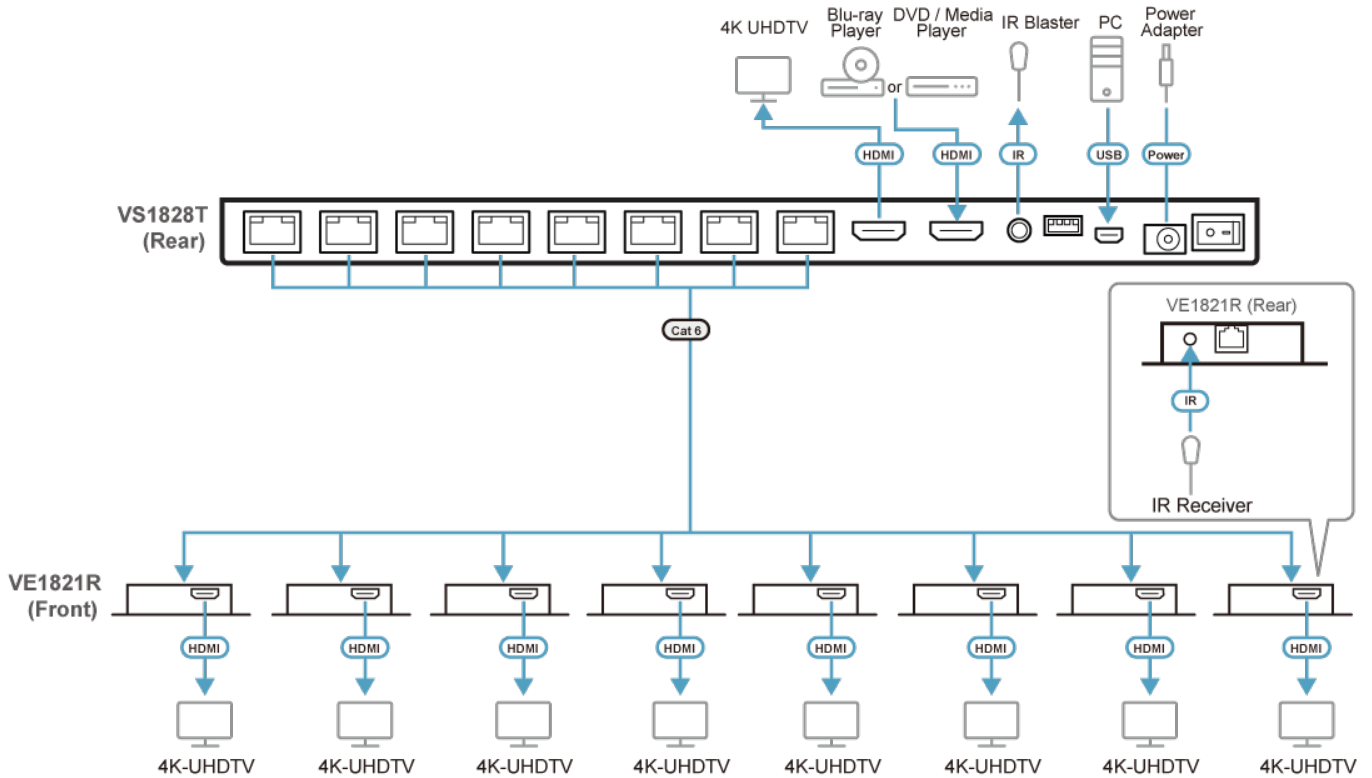 4K UHDTV
Blu-ray
Player
or
DVD / Media
Player
IR Blaster
PC
Power
Adapter
HDMI
HDMI
IR
USB
Power
VS1828T
(Rear)
Cat 6
VE1821R (Rear)
IR
IR Receiver
VE1821R
(Front)
HDMI
HDMI
HDMI
HDMI
HDMI
HDMI
HDMI
HDMI
4K-UHDTV
4K-UHDTV
4K-UHDTV
4K-UHDTV
4K-UHDTV
4K-UHDTV
4K-UHDTV
4K-UHDTV